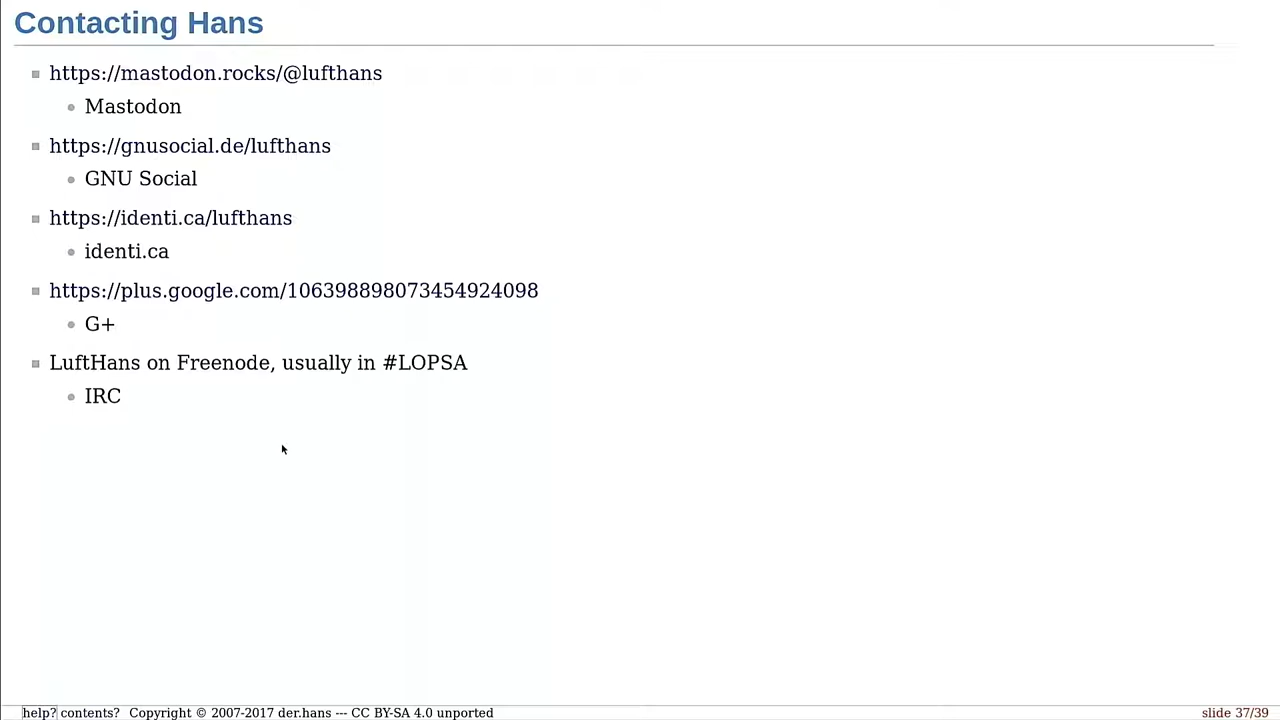 Contacting Hans
https://mastodon.rocks/@lufthans
Mastodon
https://gnusocial.de/lufthans
GNU Social
https://identi.ca/lufthans
identi.ca
https://plus.google.com/106398898073454924098
G+
LuftHans on Freenode, usually in #LOPSA
IRC
help? contents? Copyright © 2007-2017 der.hans --- CC BY-SA 4.0 unported slide 37/39